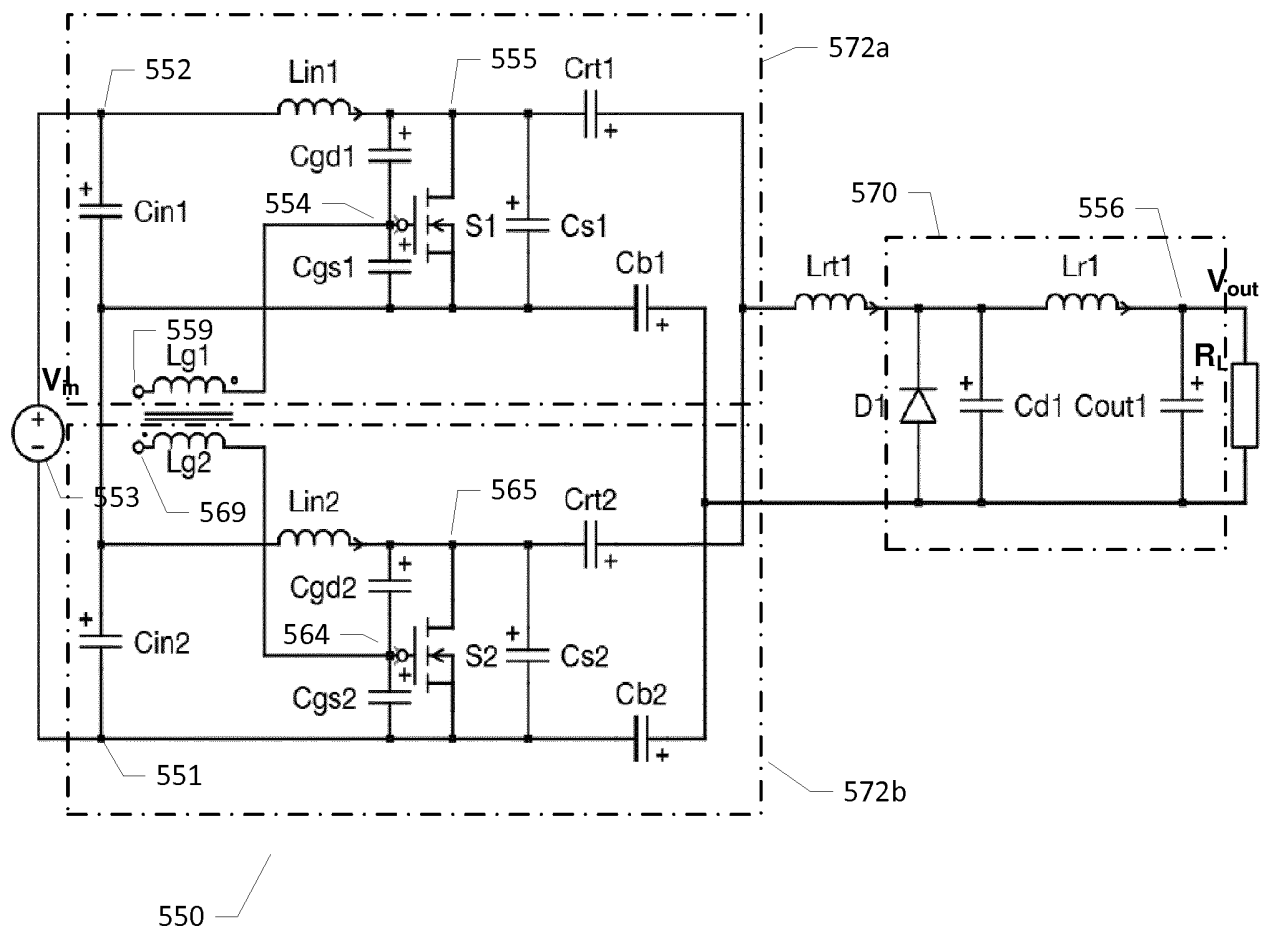 572a
552
Lin1
555
Crt1
Cgd1
554
Cin1
S1
Cs1
Cgs1
Cb1
570
556
Lrt1
Lr1
Vout
559
Lg1
Vin
RL
D1
Cd1
Cout1
Lg2
553
569
Lin2
565
Crt2
Cgd2
564
Cin2
S2
Cs2
Cgs2
Cb2
551
572b
550